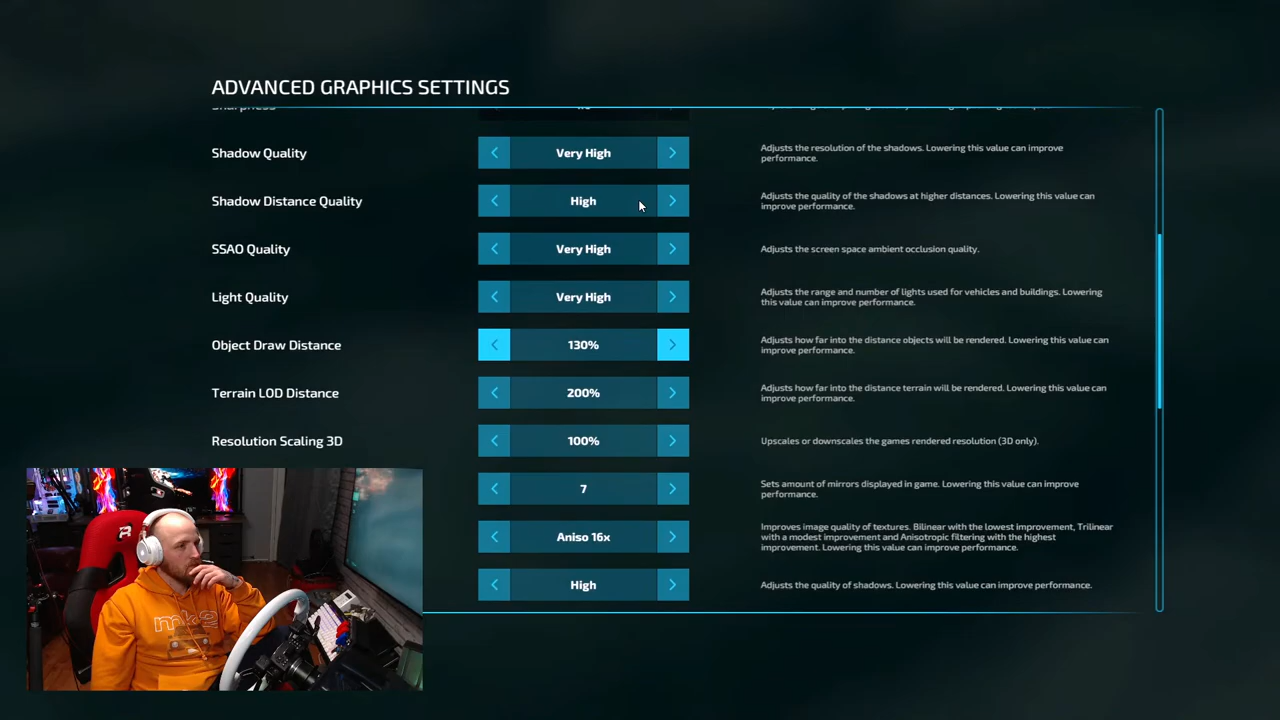 ADVANCED GRAPHICS SETTINGS
Sharpness
Shadow Quality
Very High
Adjusts the resolution of the shadows. Lowering this value can improve
performance.
Shadow Distance Quality
High
Adjusts the quality of the shadows at higher distances. Lowering this value can
improve performance.
SSAO Quality
Very High
Adjusts the screen space ambient occlusion quality.
Light Quality
Very High
Adjusts the range and number of lights used for vehicles and buildings. Lowering
this value can improve performance.
Object Draw Distance
130%
Adjusts how far into the distance objects will be rendered. Lowering this value can
improve performance.
Terrain LOD Distance
200%
Adjusts how far into the distance terrain will be rendered. Lowering this value can
improve performance.
Resolution Scaling 3D
100%
Upscales or downscales the games rendered resolution (3D only).
7
Sets amount of mirrors displayed in game. Lowering this value can improve
performance.
Aniso 16x
Improves image quality of textures. Bilinear with the lowest improvement, Trilinear
with a modest improvement and Anisotropic filtering with the highest
improvement. Lowering this value can improve performance.
High
Adjusts the quality of shadows. Lowering this value can improve performance.
mk2